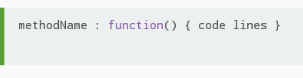 methodName : function() { code lines }